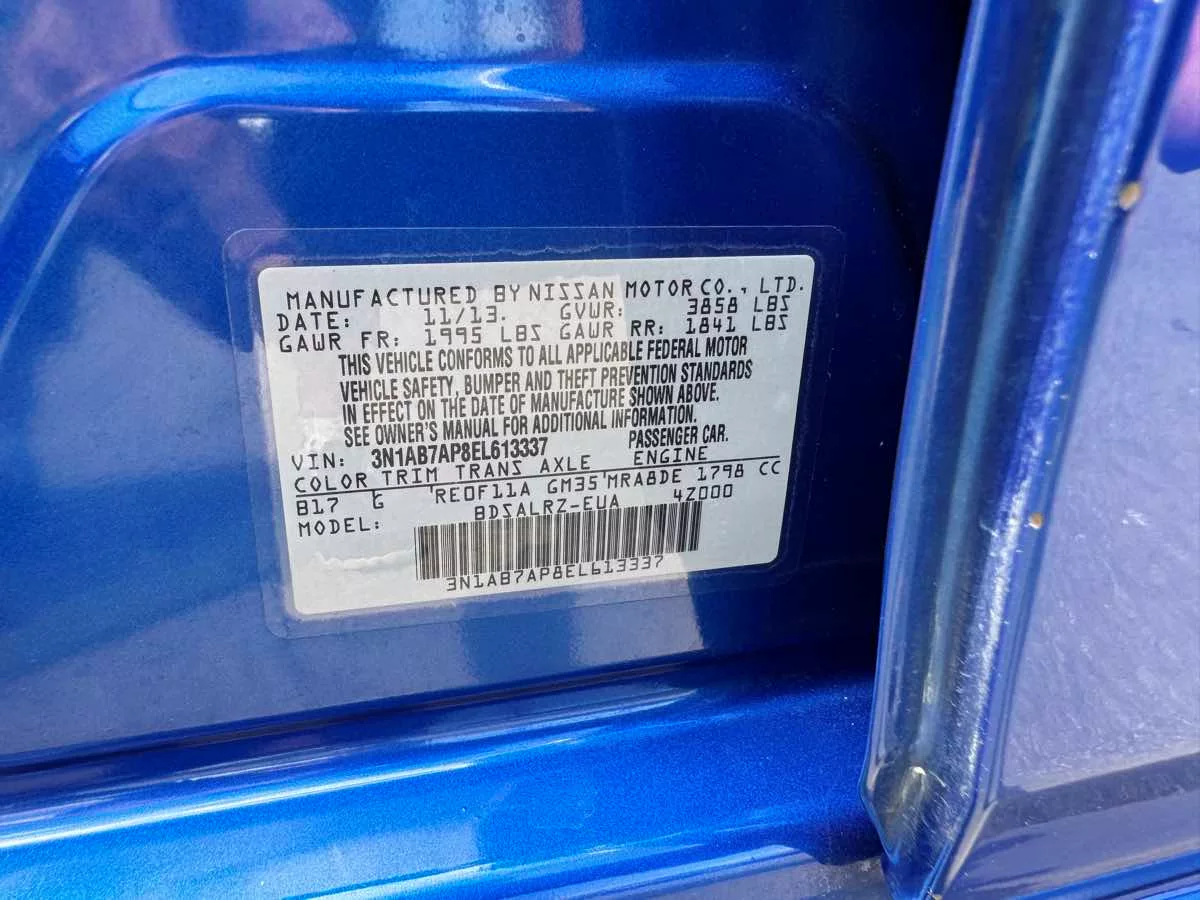 MANUFACTURED BY NISSAN MOTOR CO., LTD.
DATE: 11/13. GVWR: 3858 LBS
GAWR FR: 1995 LBS GAWR RR: 1841 LBS
THIS VEHICLE CONFORMS TO ALL APPLICABLE FEDERAL MOTOR
VEHICLE SAFETY, BUMPER AND THEFT PREVENTION STANDARDS
IN EFFECT ON THE DATE OF MANUFACTURE SHOWN ABOVE.
SEE OWNER'S MANUAL FOR ADDITIONAL INFORMATION.
VIN: 3N1AB7AP8EL613337 PASSENGER CAR.
COLOR TRIM TRANS AXLE ENGINE
B17 G RE0F11A GM35 MRA8DE 1798 CC
MODEL: BDSALRZ-EUA 4Z000
3N1AB7AP8EL613337